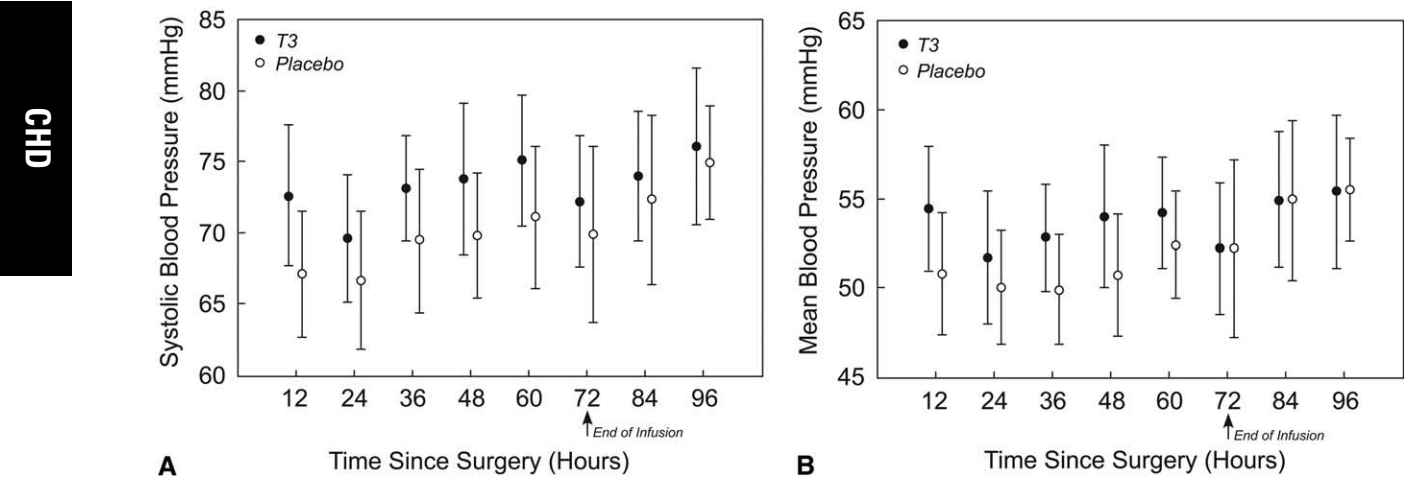 CHD
Systolic Blood Pressure (mmHg)
85
80
75
70
65
60
T3
Placebo
12 24 36 48 60 72 84 96
End of Infusion
A
Time Since Surgery (Hours)
Mean Blood Pressure (mmHg)
65
60
55
50
45
T3
Placebo
12 24 36 48 60 72 84 96
End of Infusion
B
Time Since Surgery (Hours)